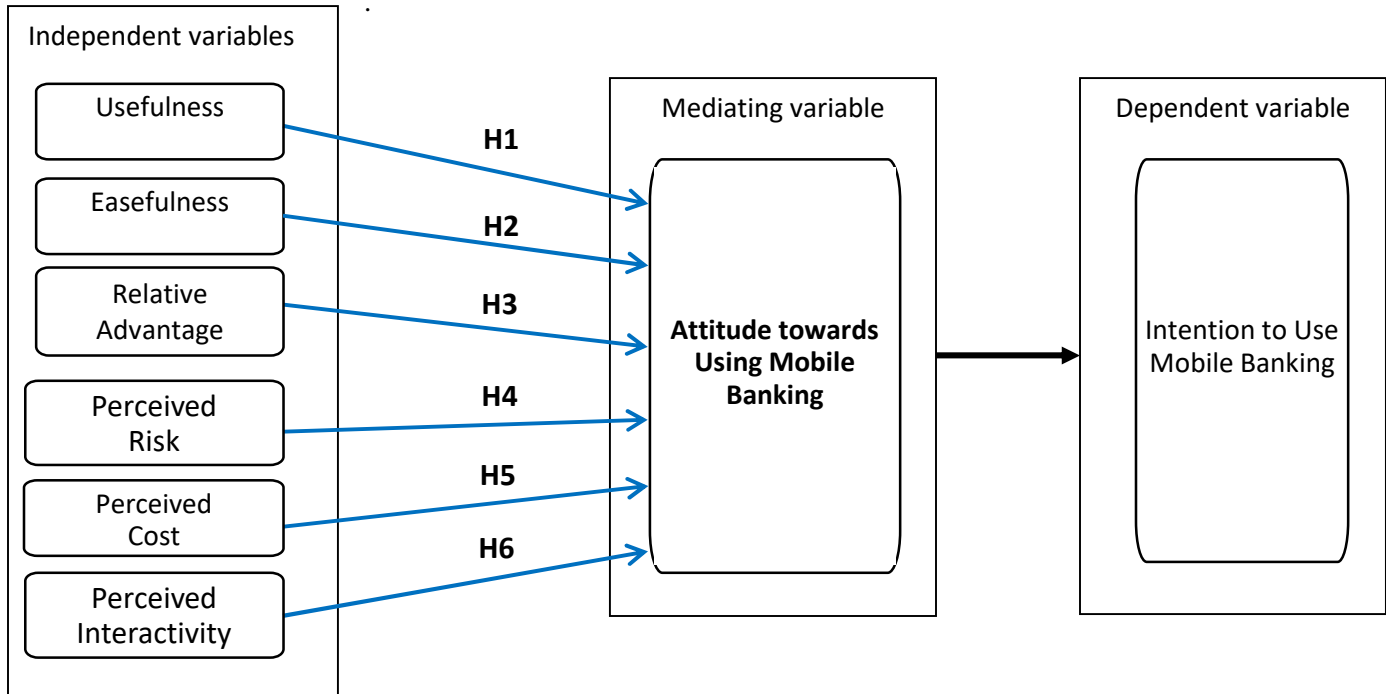 .
Independent variables
Usefulness
Easefulness
Relative
Advantage
Perceived
Risk
Perceived
Cost
Perceived
Interactivity
H1
H2
H3
H4
H5
H6
Mediating variable
Attitude towards
Using Mobile
Banking
Dependent variable
Intention to Use
Mobile Banking